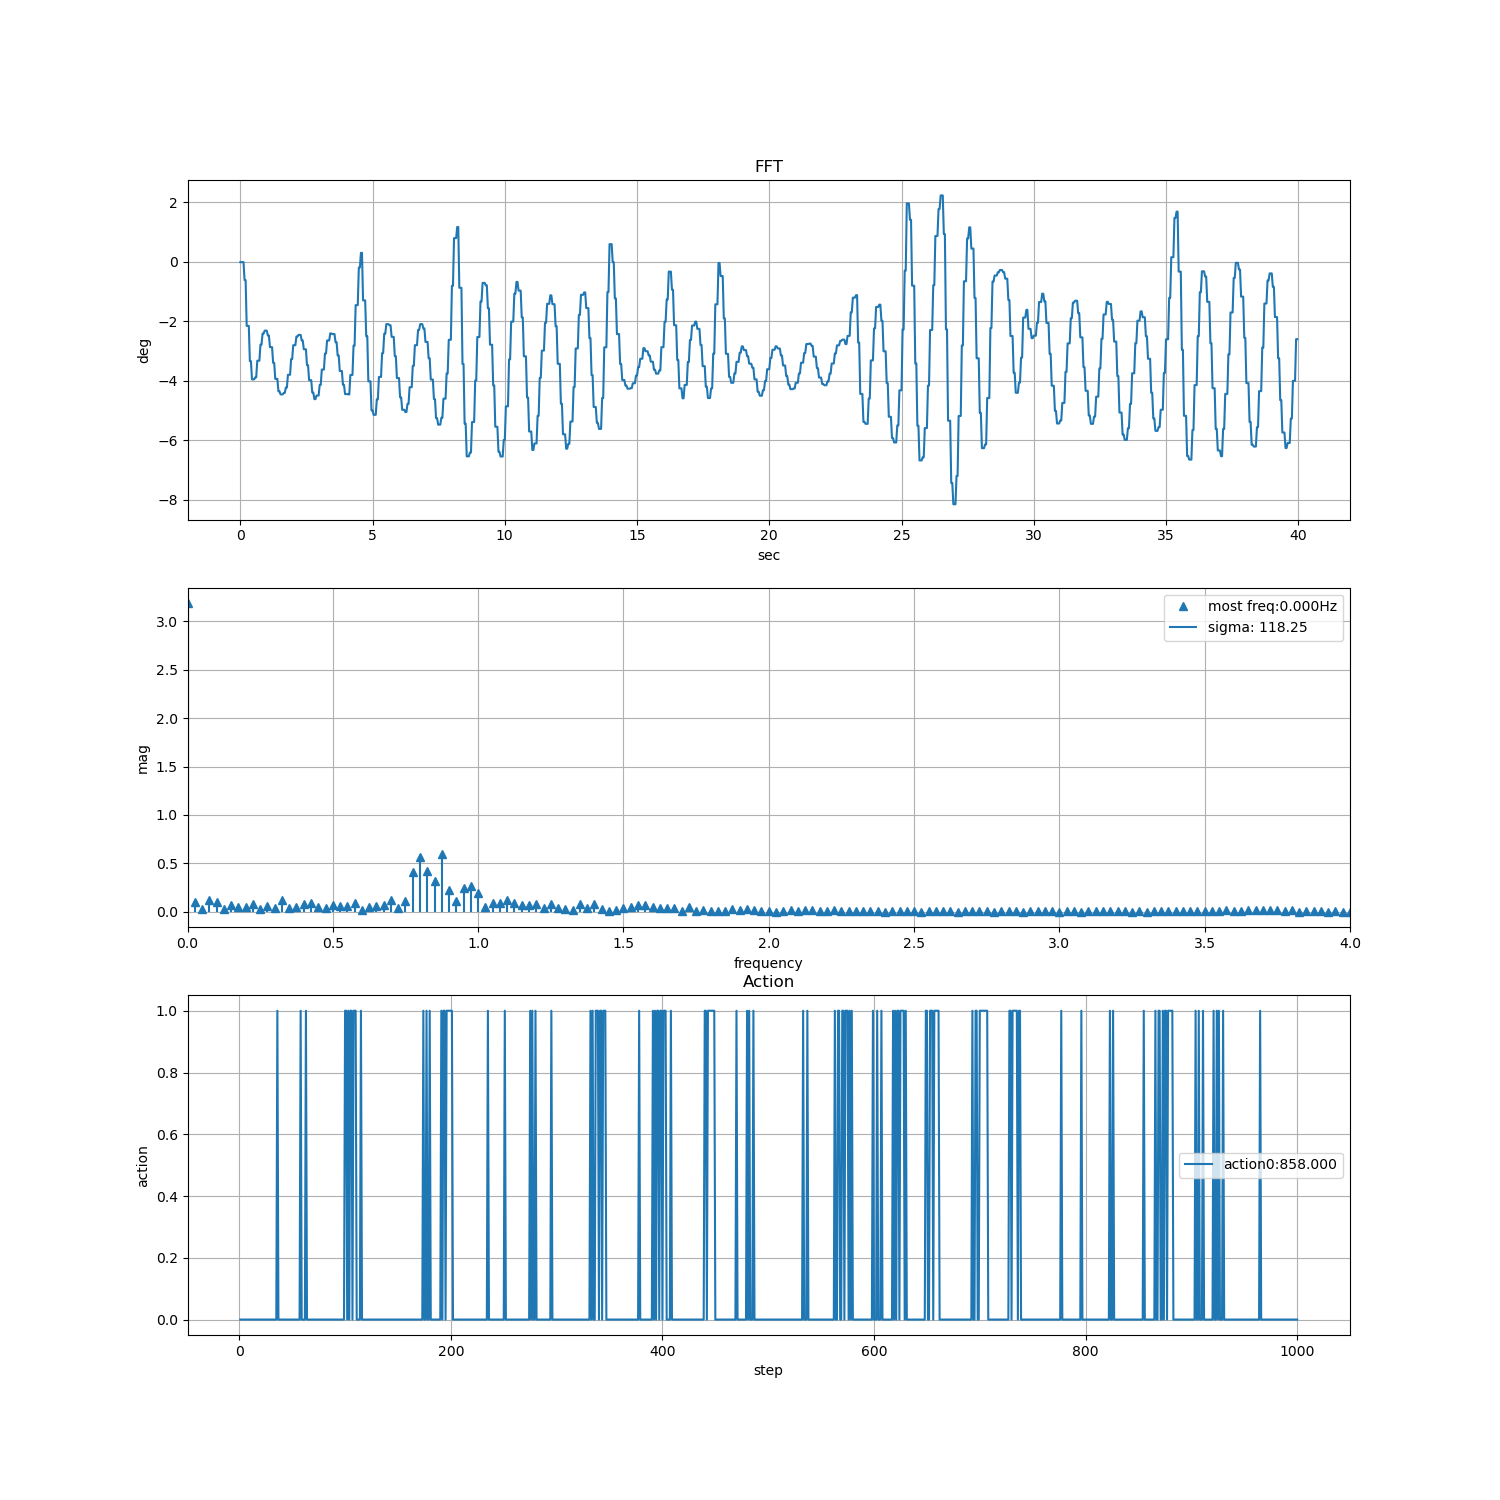 FFT
2
0
−2
−4
−6
−8
deg
0 5 10 15 20 25 30 35 40
sec
most freq:0.000Hz
sigma: 118.25
3.0
2.5
2.0
1.5
1.0
0.5
0.0
mag
0.0 0.5 1.0 1.5 2.0 2.5 3.0 3.5 4.0
frequency
Action
1.0
0.8
0.6
0.4
0.2
0.0
action
action0:858.000
0 200 400 600 800 1000
step